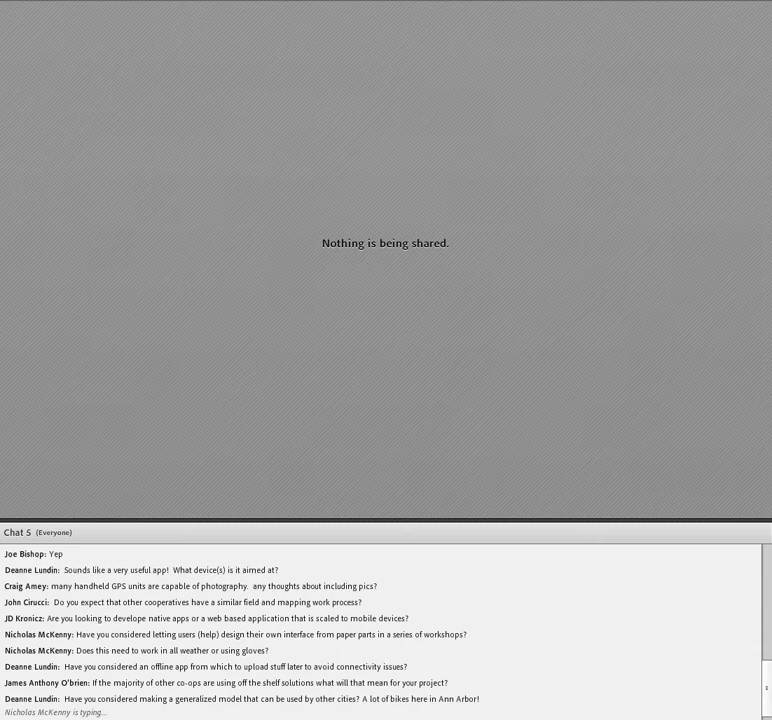 Nothing is being shared.
Chat 5 (Everyone)
Joe Bishop: Yep
Deanne Lundin: Sounds like a very useful app! What device(s) is it aimed at?
Craig Amey: many handheld GPS units are capable of photography. any thoughts about including pics?
John Cirucci: Do you expect that other cooperatives have a similar field and mapping work process?
JD Kronicz: Are you looking to develope native apps or a web based application that is scaled to mobile devices?
Nicholas McKenny: Have you considered letting users (help) design their own interface from paper parts in a series of workshops?
Nicholas McKenny: Does this need to work in all weather or using gloves?
Deanne Lundin: Have you considered an offline app from which to upload stuff later to avoid connectivity issues?
James Anthony O'brien: If the majority of other co-ops are using off the shelf solutions what will that mean for your project?
Deanne Lundin: Have you considered making a generalized model that can be used by other cities? A lot of bikes here in Ann Arbor!
Nicholas McKenny is typing...